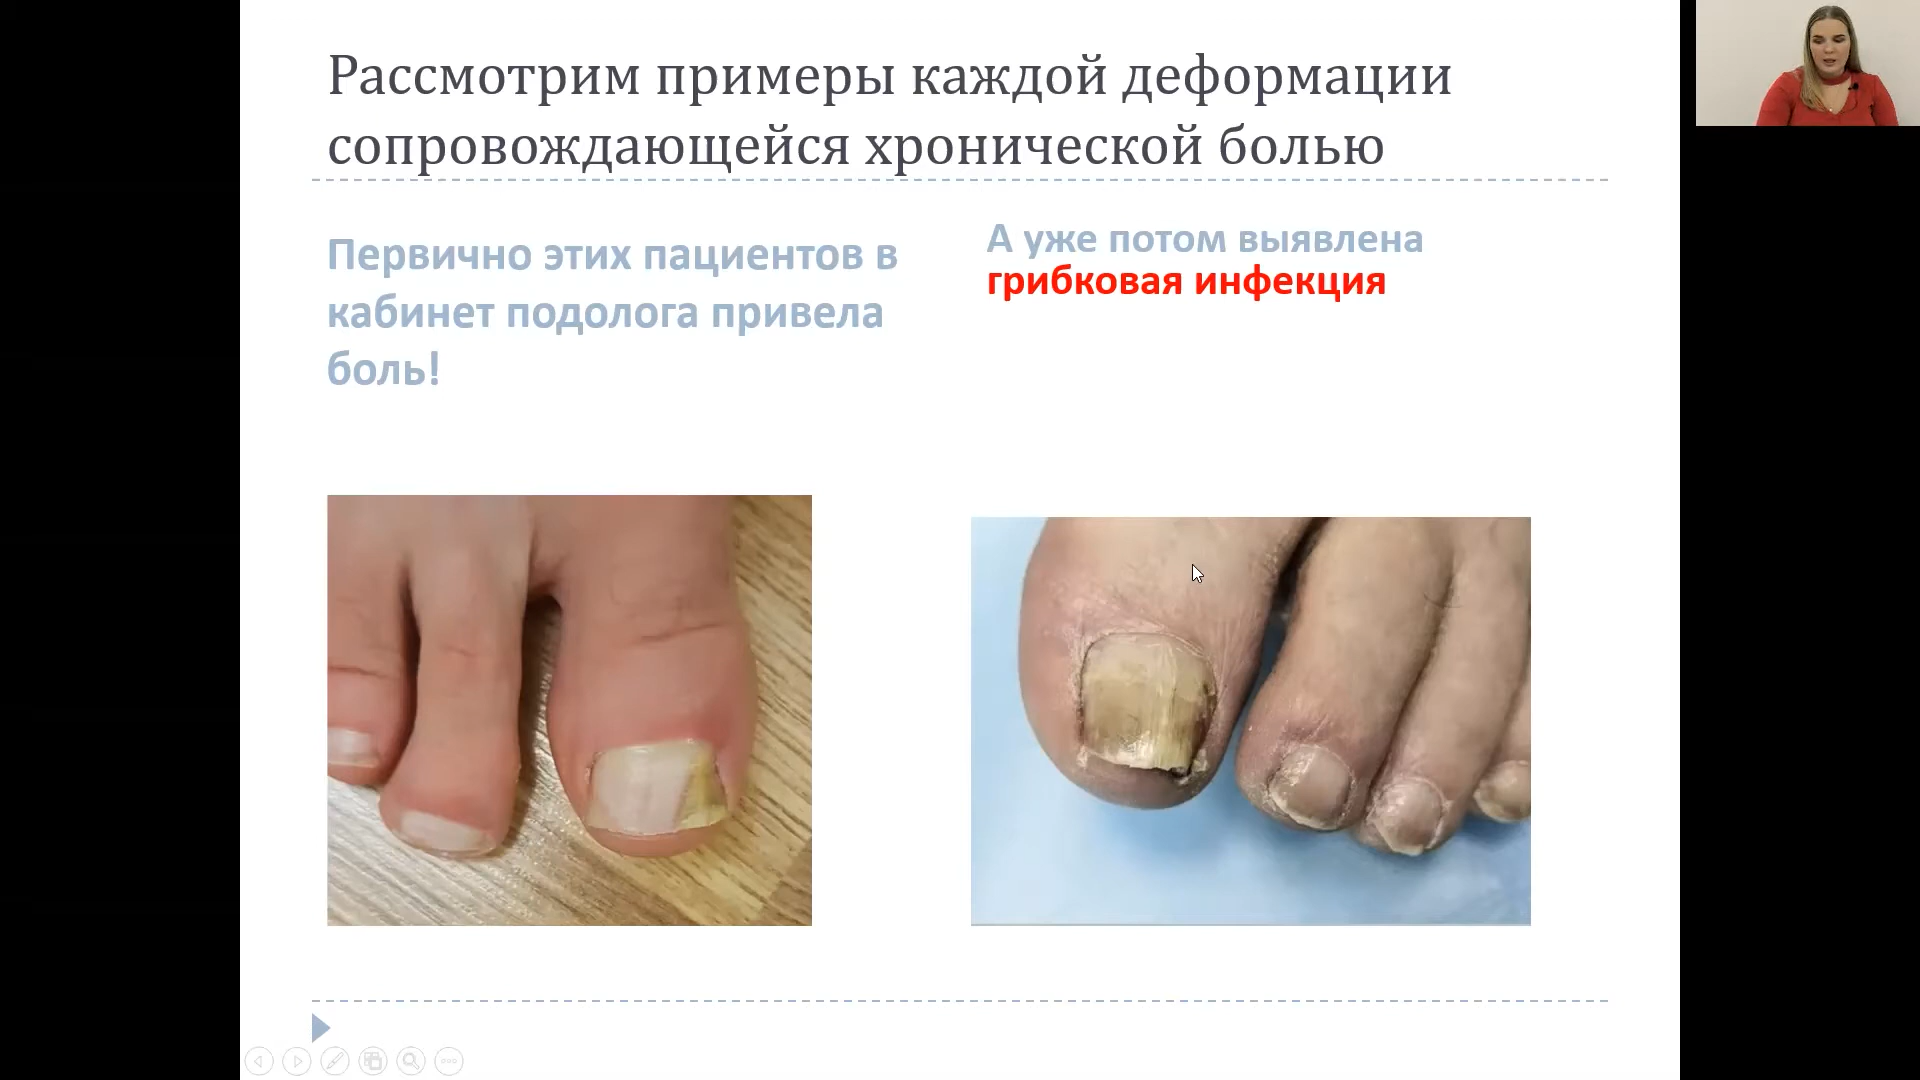 Рассмотрим примеры каждой деформации
сопровождающейся хронической болью
Первично этих пациентов в
кабинет подолога привела
боль!
А уже потом выявлена
грибковая инфекция